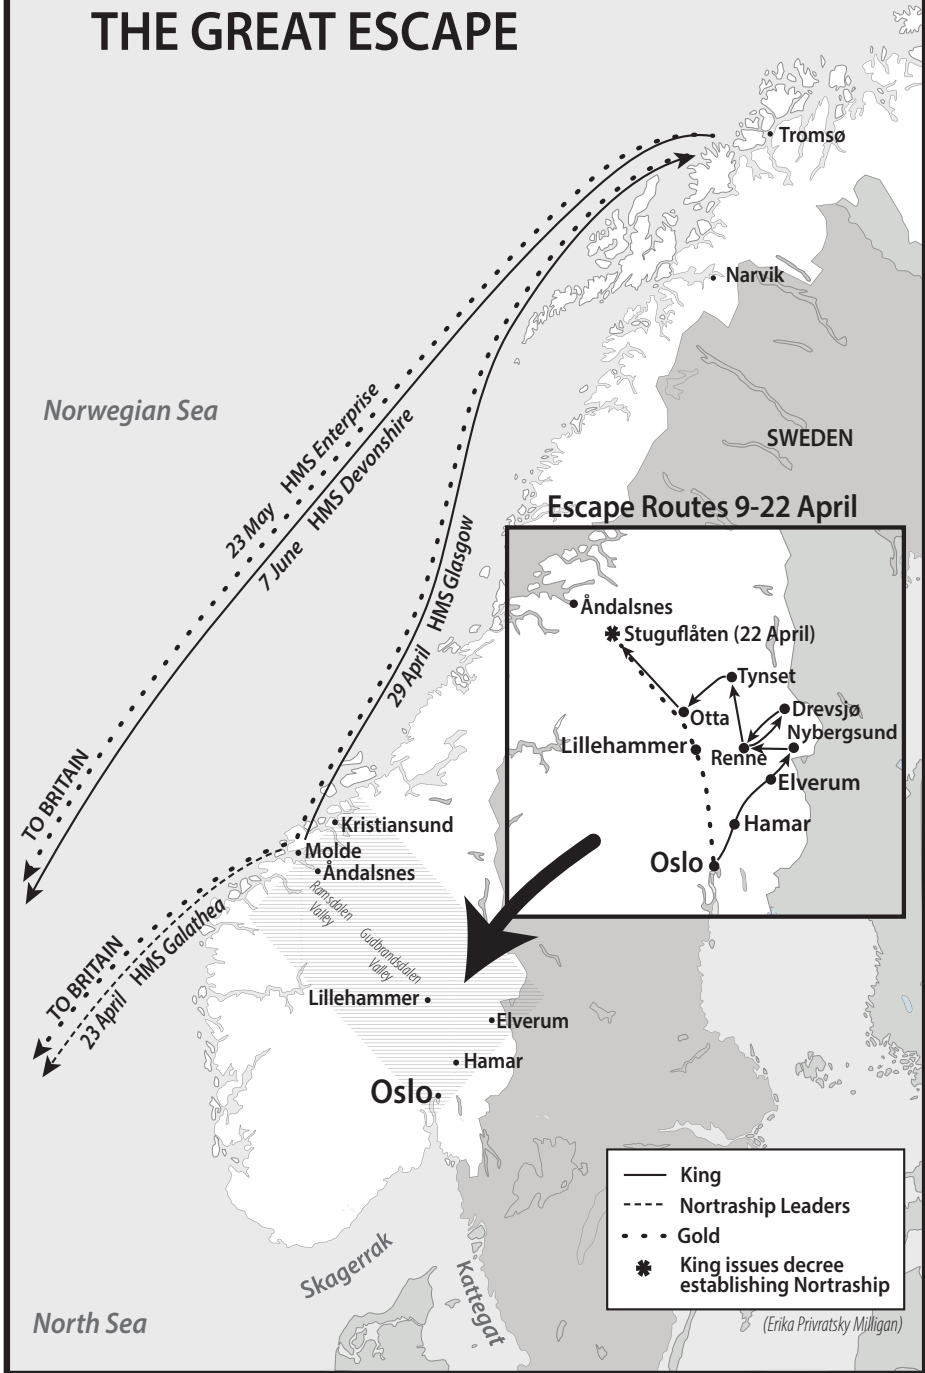 THE GREAT ESCAPE
Tromsø
Narvik
Norwegian Sea
SWEDEN
23 May HMS Enterprise
7 June HMS Devonshire
29 April HMS Glasgow
TO BRITAIN
Escape Routes 9-22 April
Åndalsnes
Stuguflåten (22 April)
Tynset
Otta
Drevsjø
Nybergsund
Lillehammer
Renne
Elverum
Hamar
Oslo
Kristiansund
Molde
Åndalsnes
Ramsdalen
Valley
Gudbrandsdalen
Valley
TO BRITAIN
23 April HMS Galathea
Lillehammer
Elverum
Hamar
Oslo
Skagerrak
Kattegat
North Sea
King
Nortraship Leaders
Gold
King issues decree
establishing Nortraship
(Erika Privratsky Milligan)